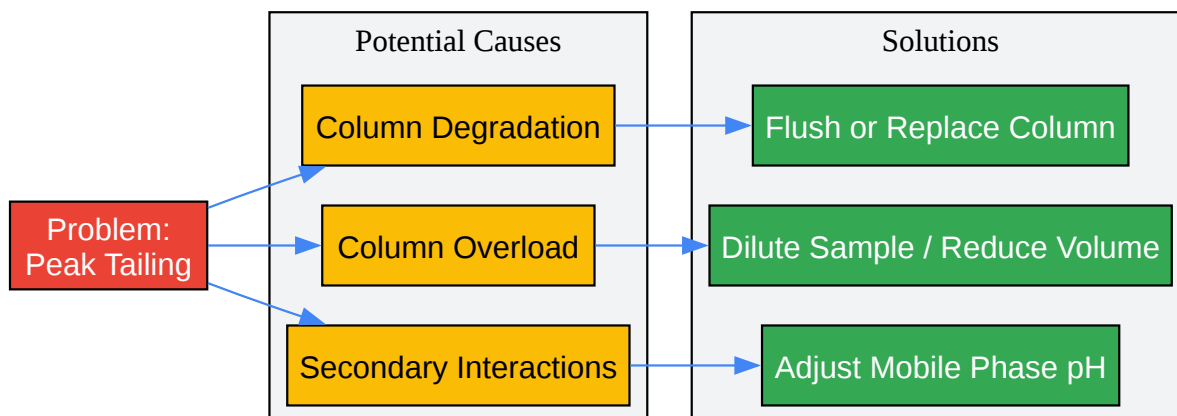 Potential Causes
Solutions
Column Degradation
Flush or Replace Column
Problem:
Peak Tailing
Column Overload
Dilute Sample / Reduce Volume
Secondary Interactions
Adjust Mobile Phase pH